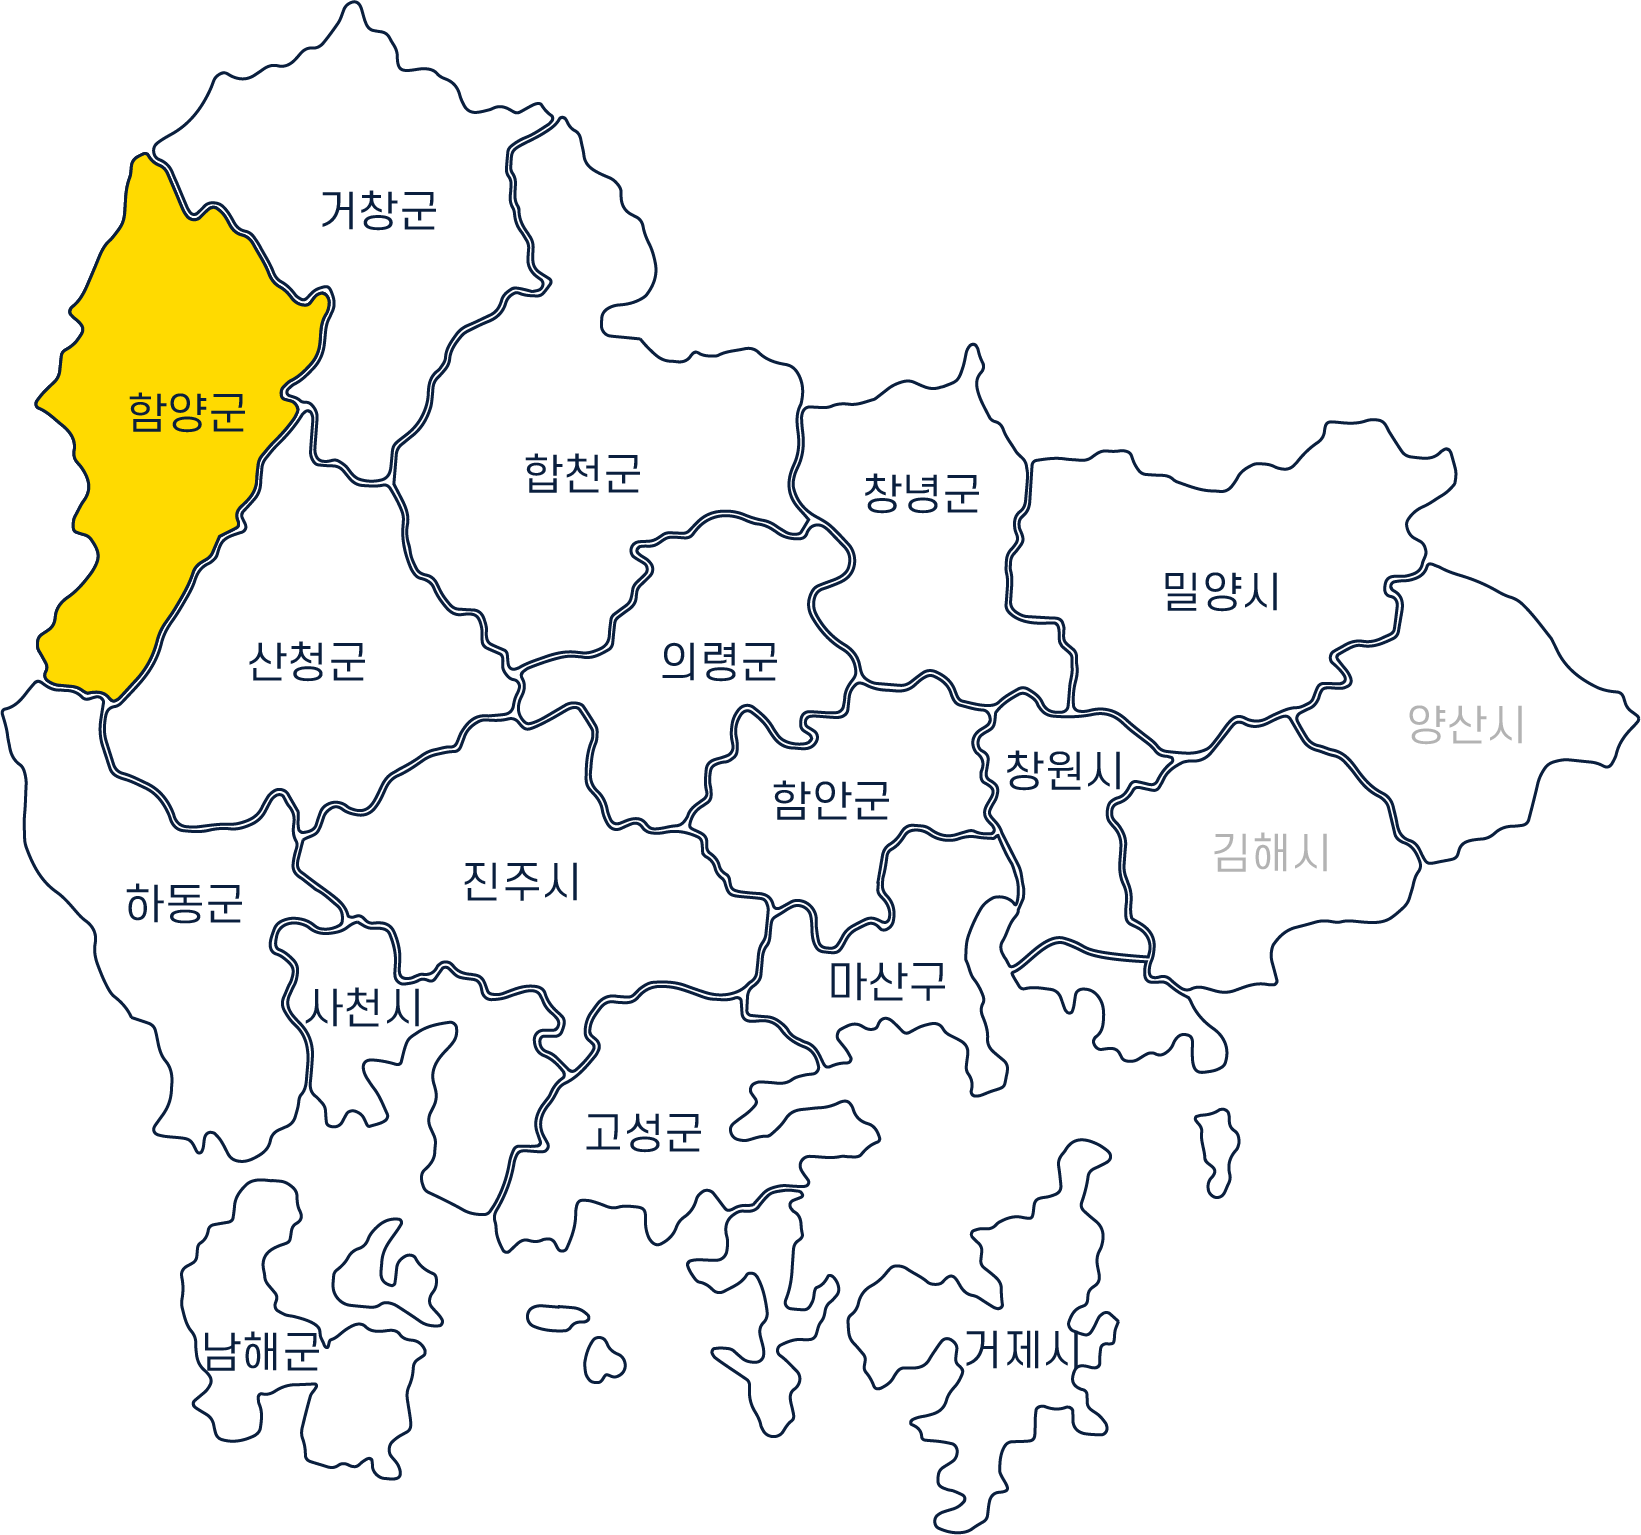 거창군
함양군
합천군
창녕군
밀양시
산청군
의령군
양산시
창원시
함안군
김해시
진주시
하동군
마산구
사천시
고성군
남해군
거제시